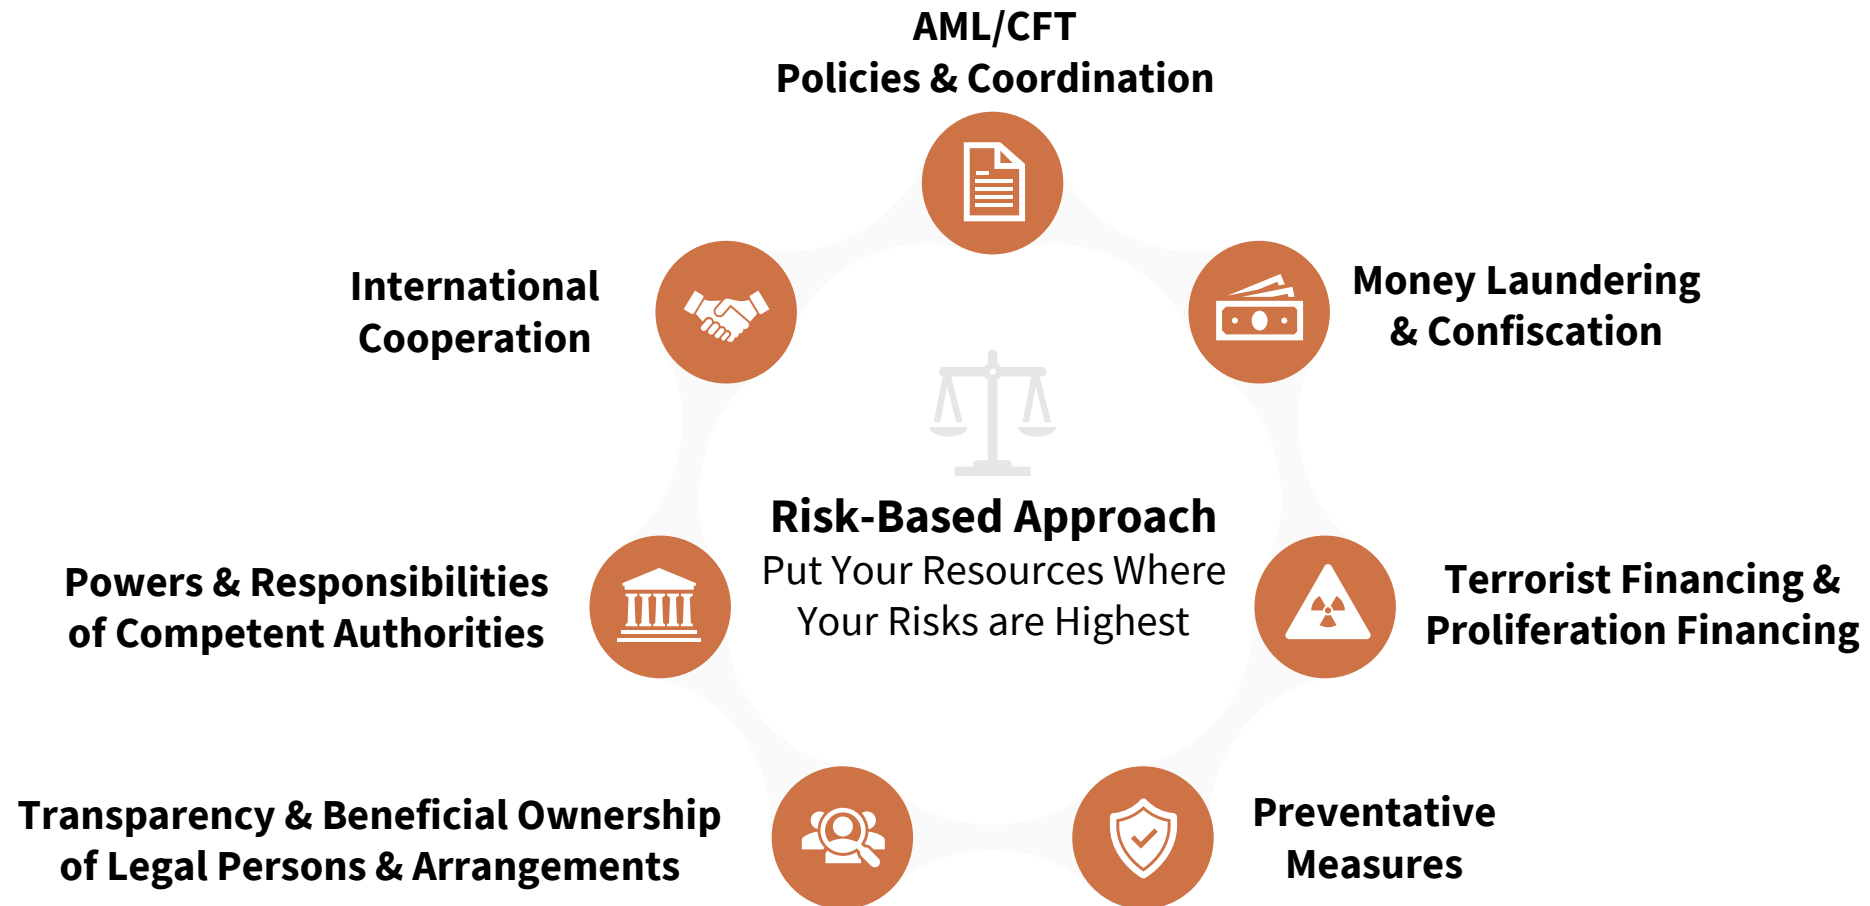 AML/CFT
Policies & Coordination
International
Cooperation
Money Laundering
& Confiscation
Risk-Based Approach
Put Your Resources Where
Your Risks are Highest
Powers & Responsibilities
of Competent Authorities
Terrorist Financing &
Proliferation Financing
Transparency & Beneficial Ownership
of Legal Persons & Arrangements
Preventative
Measures